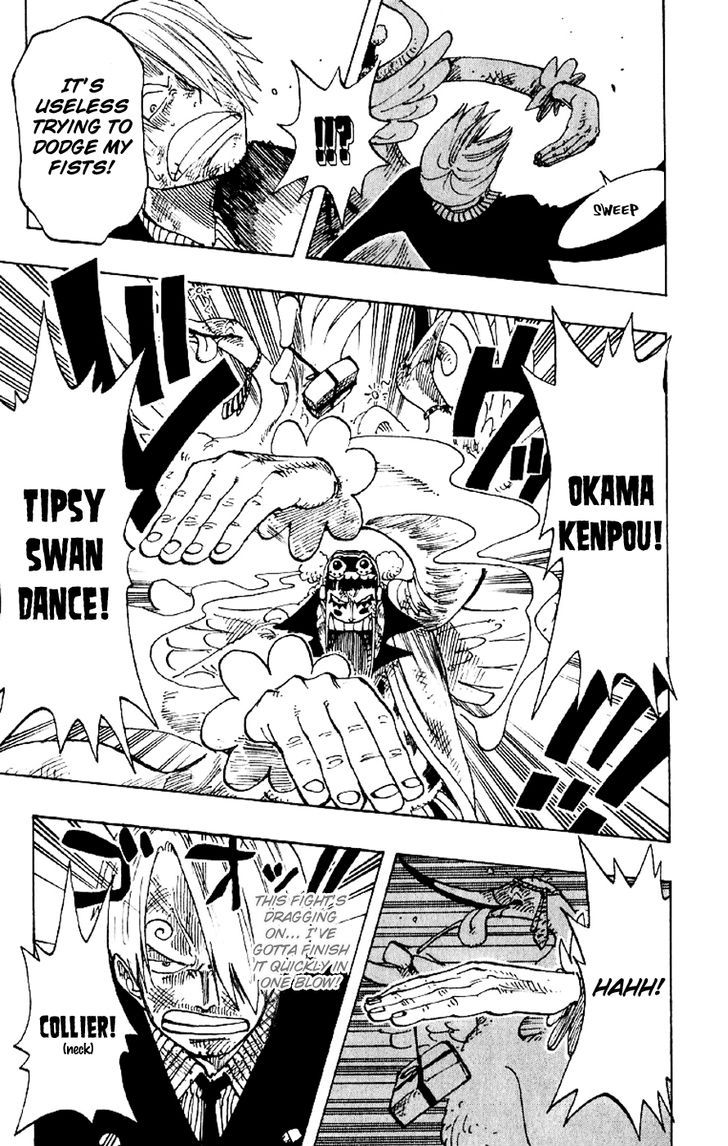 SWEEP
!!?
IT'S
USELESS
TRYING TO
DODGE MY
FISTS!
OKAMA
KENPOU!
TIPSY
SWAN
DANCE!
HAHH!
THIS FIGHT'S
DRAGGING
ON... I'VE
GOTTA FINISH
IT QUICKLY IN
ONE BLOW!
COLLIER!
(neck)